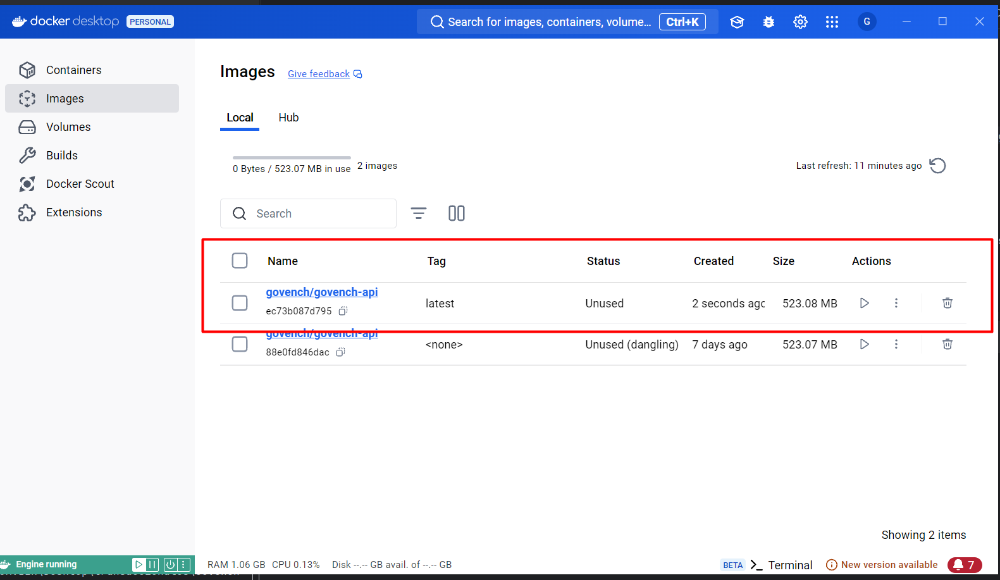 docker desktop PERSONAL
Search for images, containers, volume... Ctrl+K
G
Containers
Images
Volumes
Builds
Docker Scout
Extensions
Images Give feedback
Local Hub
0 Bytes / 523.07 MB in use 2 images
Last refresh: 11 minutes ago
Search
Name Tag Status Created Size Actions
govench/govench-api
ec73b087d795
latest Unused 2 seconds agc 523.08 MB
govench/govench-api
88e0fd846dac
<none> Unused (dangling) 7 days ago 523.07 MB
Showing 2 items
Engine running
RAM 1.06 GB CPU 0.13% Disk --.-- GB avail. of --.-- GB
BETA >_ Terminal New version available 7